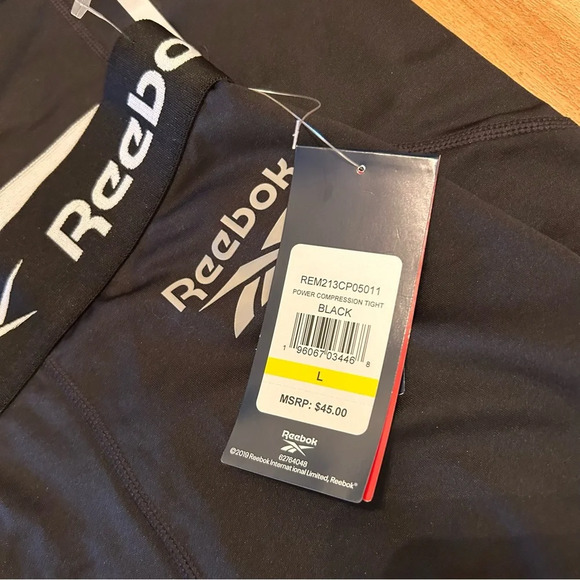 Reebok
Reebok
REM213CP05011
POWER COMPRESSION TIGHT
BLACK
1 96067 03446 8
L
MSRP: $45.00
Reebok
62764048
©2019 Reebok International Limited, Reebok®